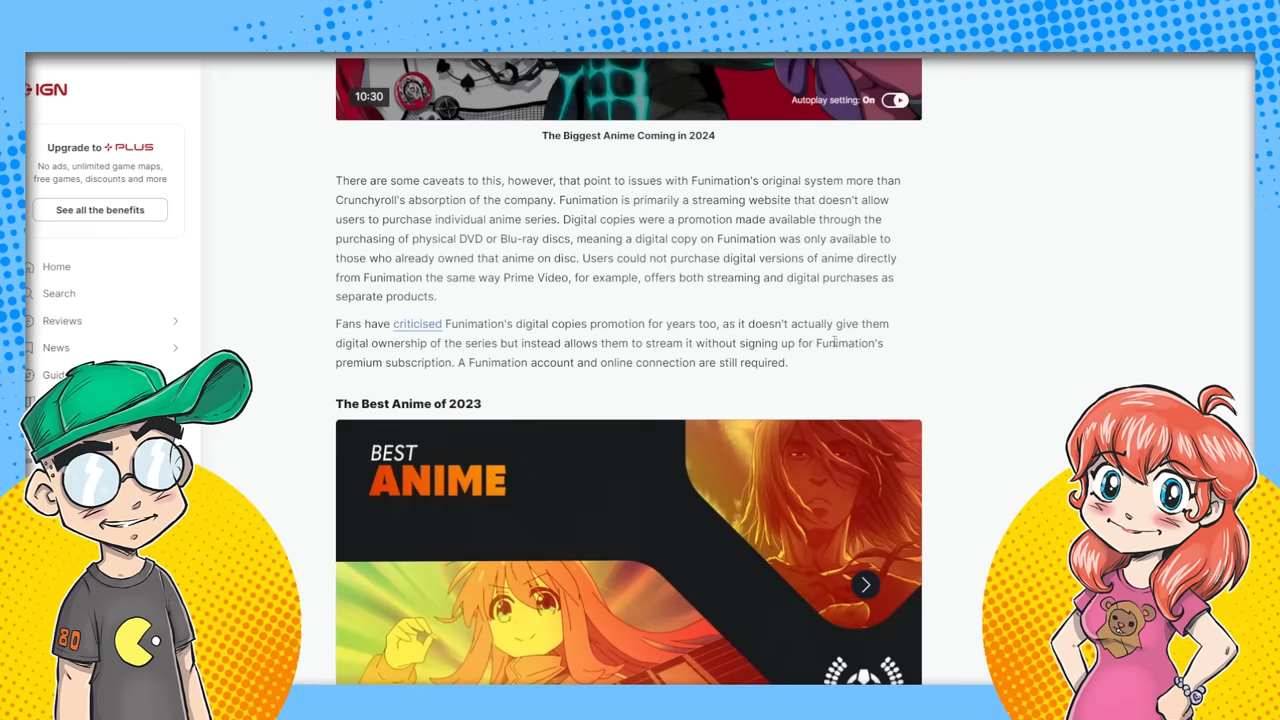 IGN
Upgrade to PLUS
No ads, unlimited game maps,
free games, discounts and more
See all the benefits
Home
Search
Reviews
News
Guid
10:30
Autoplay setting: On
The Biggest Anime Coming in 2024
There are some caveats to this, however, that point to issues with Funimation's original system more than
Crunchyroll's absorption of the company. Funimation is primarily a streaming website that doesn't allow
users to purchase individual anime series. Digital copies were a promotion made available through the
purchasing of physical DVD or Blu-ray discs, meaning a digital copy on Funimation was only available to
those who already owned that anime on disc. Users could not purchase digital versions of anime directly
from Funimation the same way Prime Video, for example, offers both streaming and digital purchases as
separate products.
Fans have criticised Funimation's digital copies promotion for years too, as it doesn't actually give them
digital ownership of the series but instead allows them to stream it without signing up for Funimation's
premium subscription. A Funimation account and online connection are still required.
The Best Anime of 2023
BEST
ANIME
80